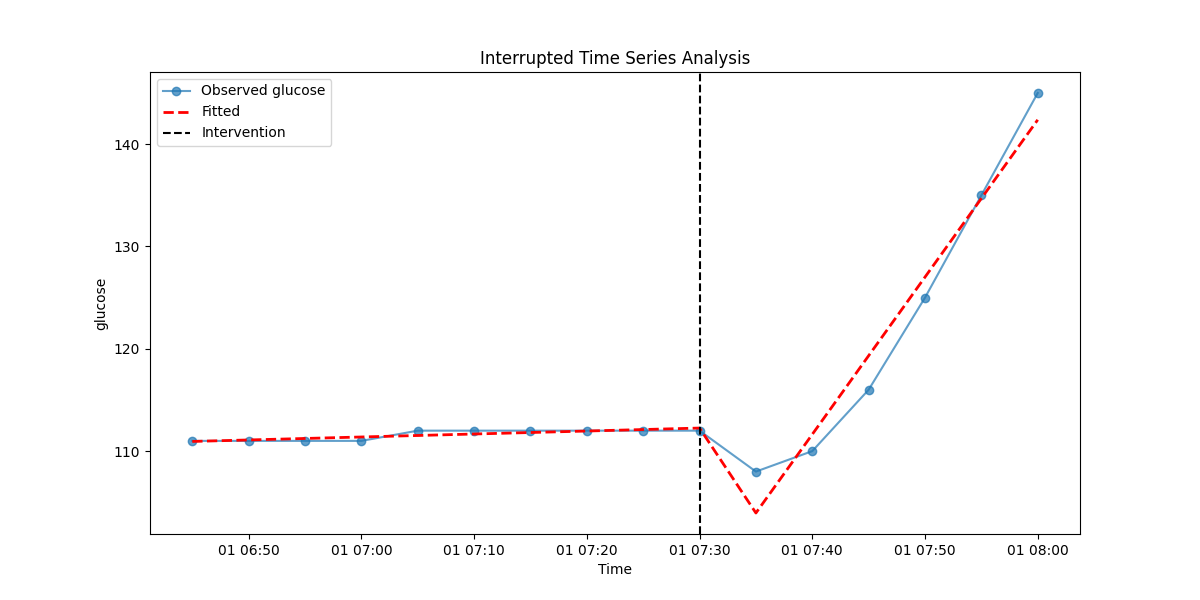 Interrupted Time Series Analysis
Observed glucose
Fitted
Intervention
glucose
140
130
120
110
01 06:50
01 07:00
01 07:10
01 07:20
01 07:30
01 07:40
01 07:50
01 08:00
Time